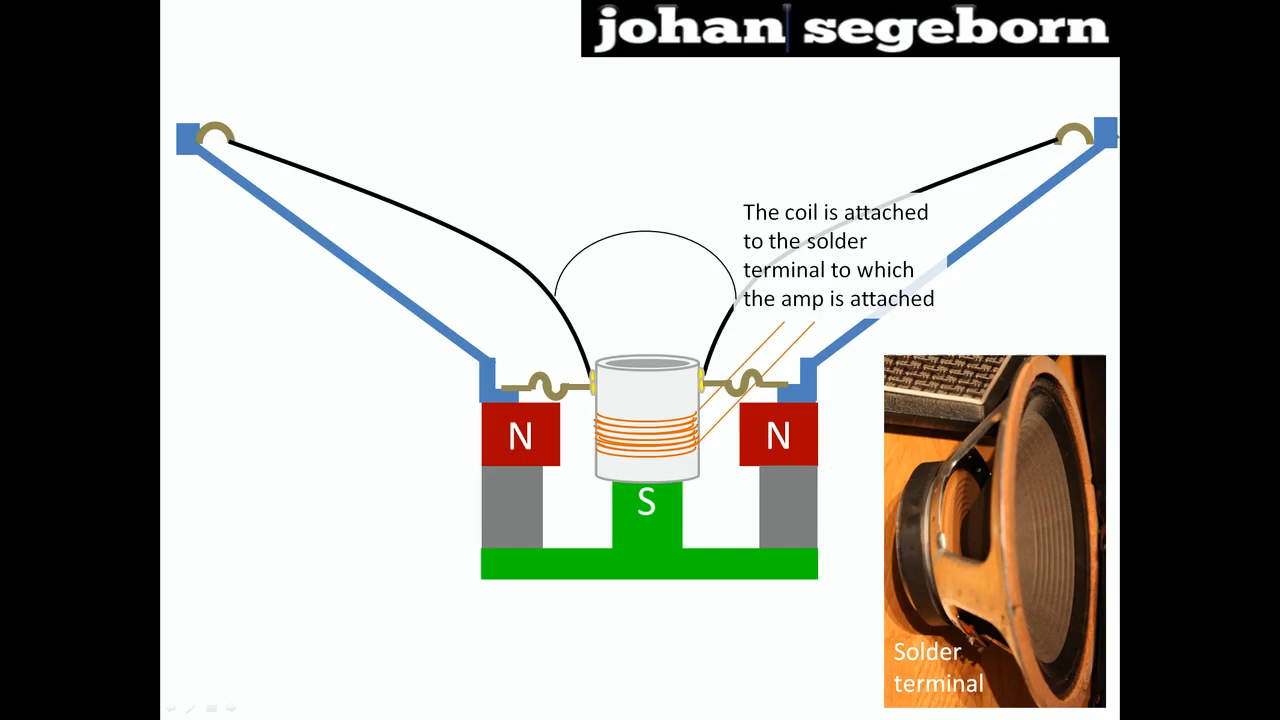 johan segeborn
The coil is attached
to the solder
terminal to which
the amp is attached
N
N
S
Solder
terminal